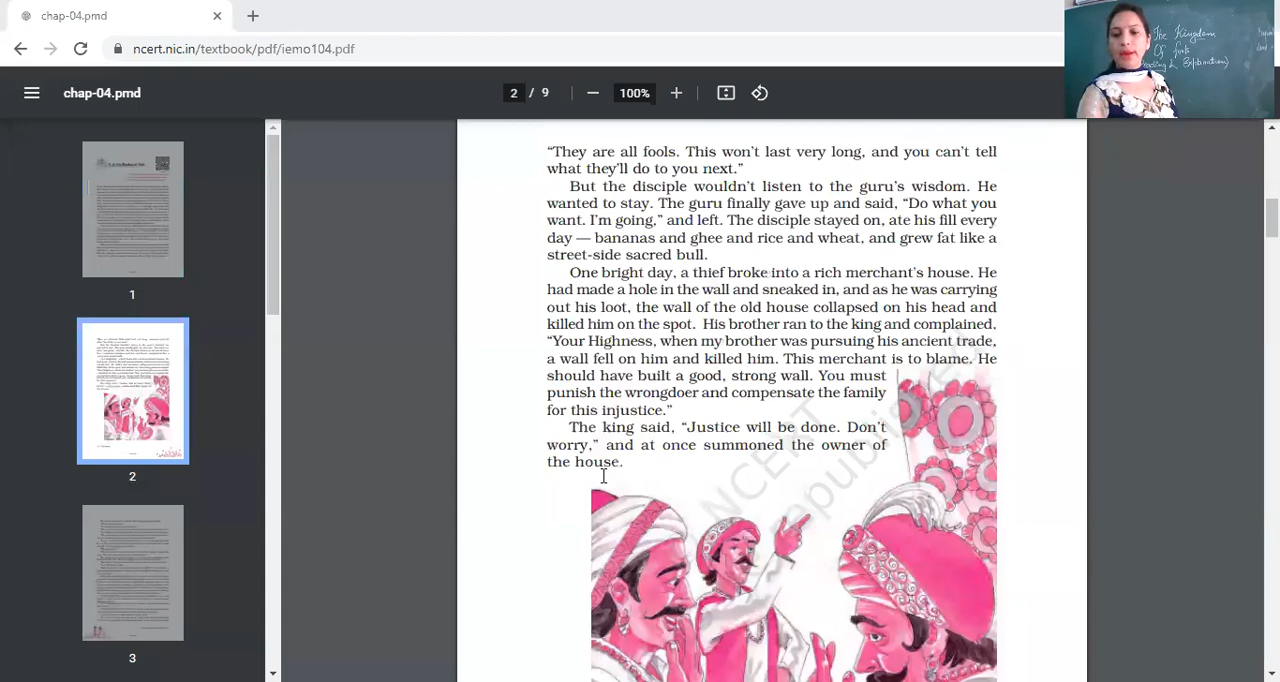 chap-04.pmd
ncert.nic.in/textbook/pdf/iemo104.pdf
The Kingdom
Of fools
& Explanation)
chap-04.pmd
2 / 9
100%
1
2
3
“They are all fools. This won’t last very long, and you can’t tell
what they’ll do to you next.”
But the disciple wouldn’t listen to the guru’s wisdom. He
wanted to stay. The guru finally gave up and said, “Do what you
want. I’m going,” and left. The disciple stayed on, ate his fill every
day — bananas and ghee and rice and wheat, and grew fat like a
street-side sacred bull.
One bright day, a thief broke into a rich merchant’s house. He
had made a hole in the wall and sneaked in, and as he was carrying
out his loot, the wall of the old house collapsed on his head and
killed him on the spot. His brother ran to the king and complained,
“Your Highness, when my brother was pursuing his ancient trade,
a wall fell on him and killed him. This merchant is to blame. He
should have built a good, strong wall. You must
punish the wrongdoer and compensate the family
for this injustice.”
The king said, “Justice will be done. Don’t
worry,” and at once summoned the owner of
the house.
NCERT
republished